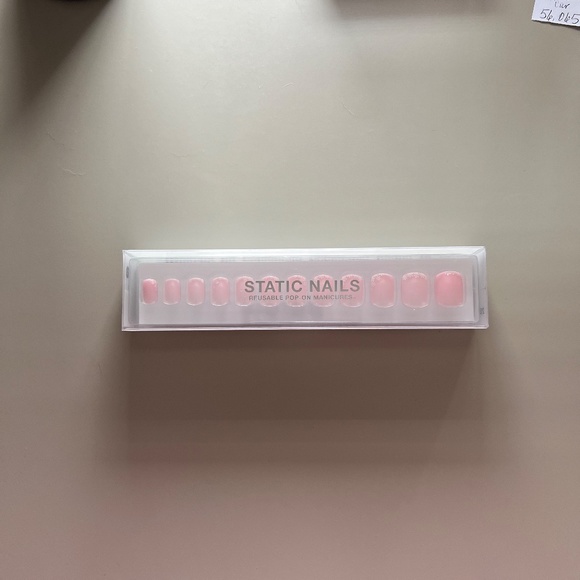 56,065
STATIC NAILS
REUSABLE POP-ON MANICURES